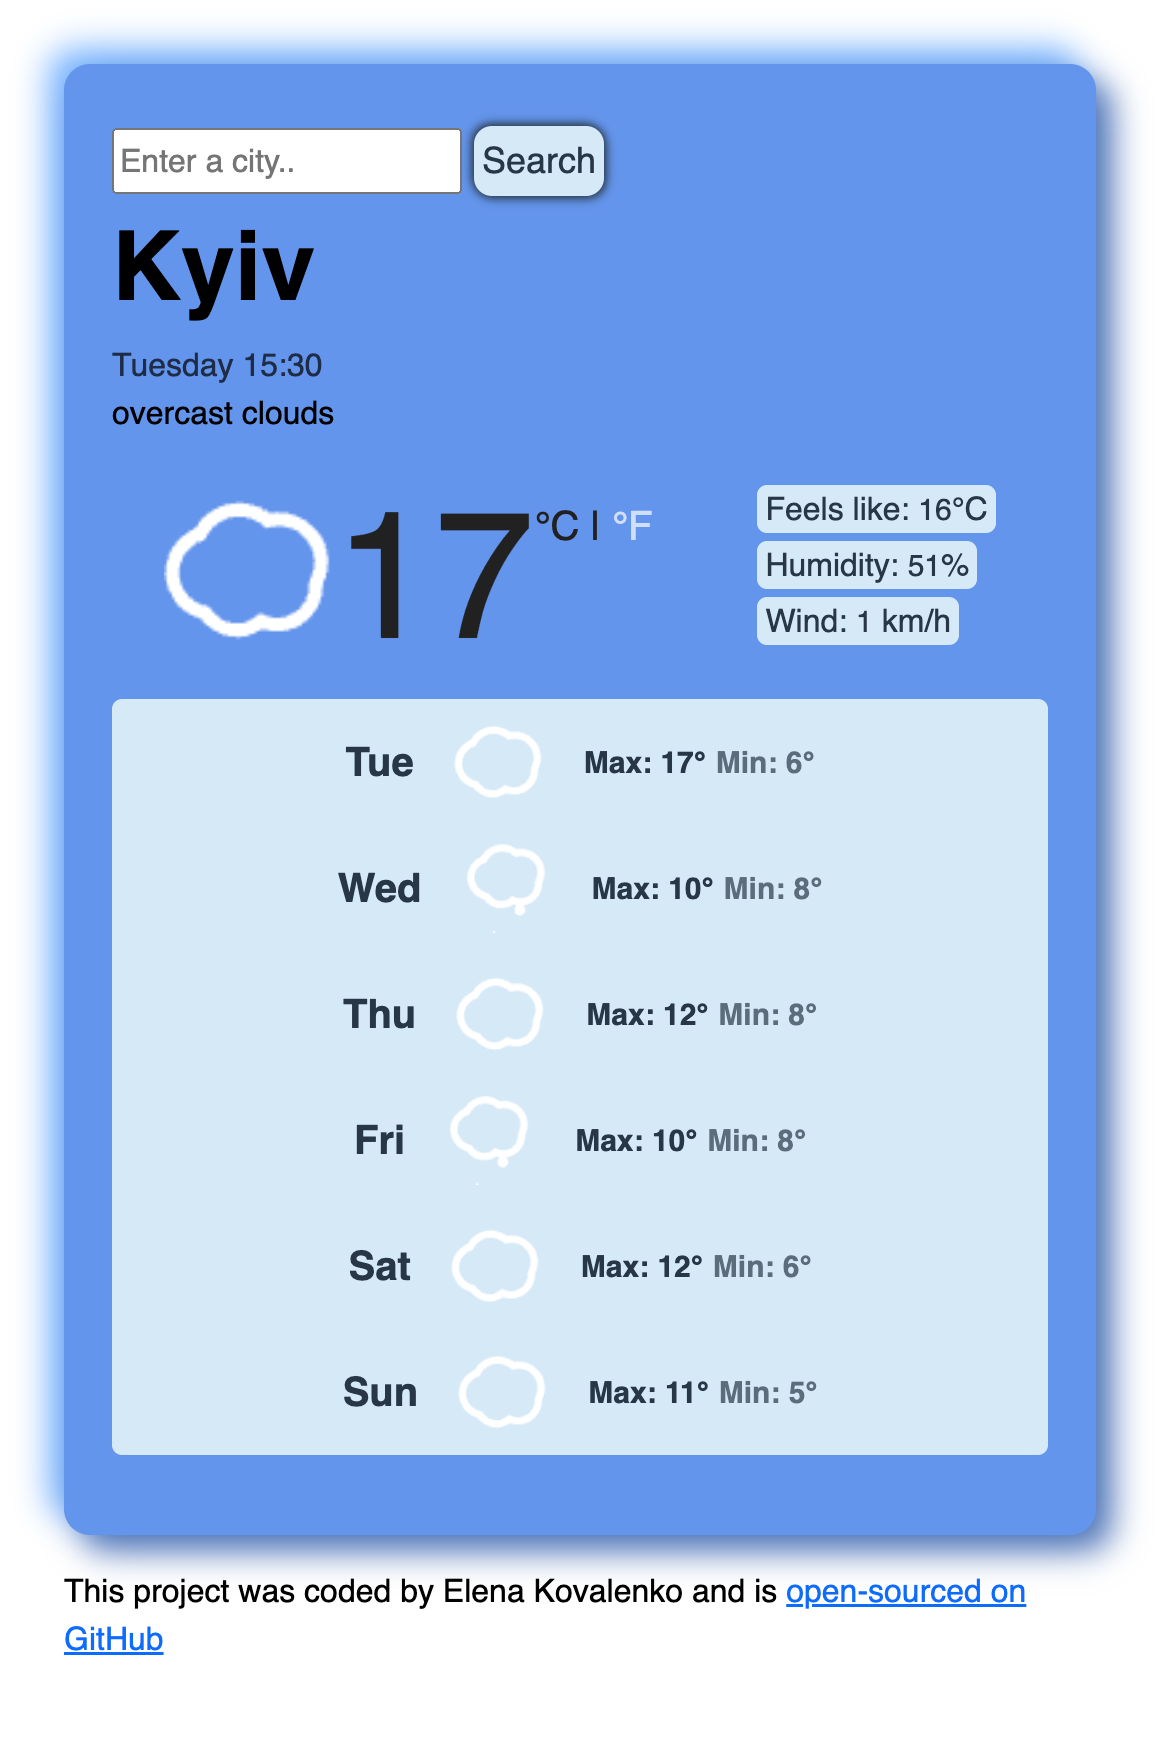 Enter a city..
Search
Kyiv
Tuesday 15:30
overcast clouds
17 °C | °F
Feels like: 16°C
Humidity: 51%
Wind: 1 km/h
Tue Max: 17° Min: 6°
Wed Max: 10° Min: 8°
Thu Max: 12° Min: 8°
Fri Max: 10° Min: 8°
Sat Max: 12° Min: 6°
Sun Max: 11° Min: 5°
This project was coded by Elena Kovalenko and is open-sourced on
GitHub